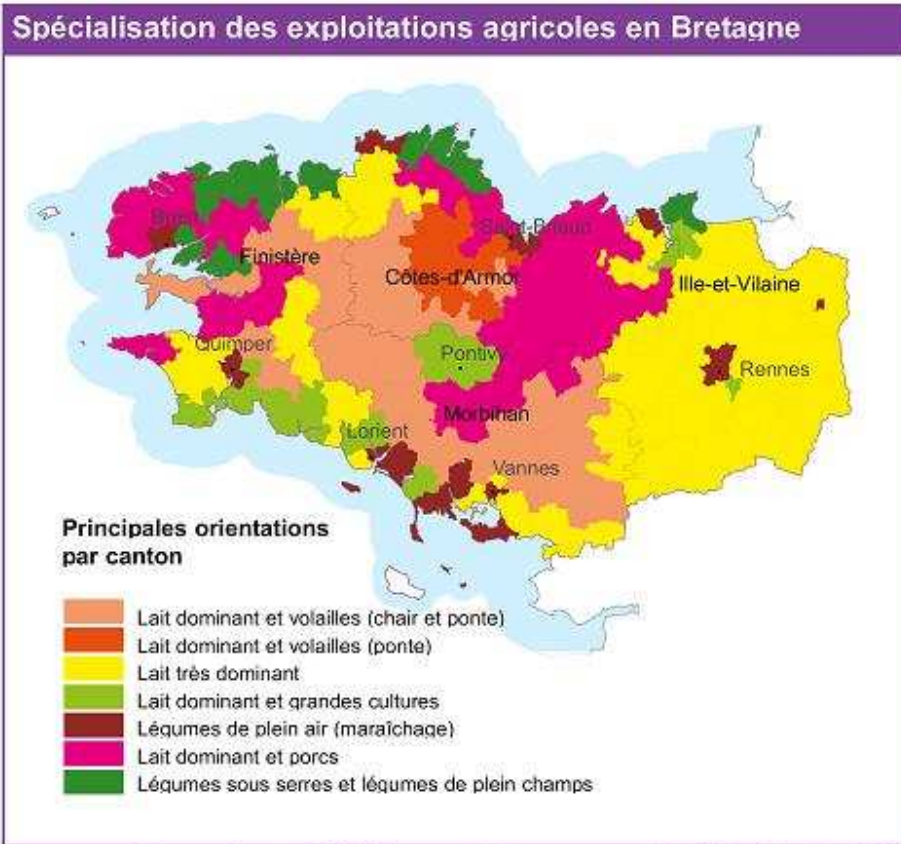 Spécialisation des exploitations agricoles en Bretagne
Brest
Saint-Brieuc
Finistère
Côtes-d'Armor
Ille-et-Vilaine
Quimper
Pontivy
Rennes
Morbihan
Lorient
Vannes
Principales orientations
par canton
Lait dominant et volailles (chair et ponte)
Lait dominant et volailles (ponte)
Lait très dominant
Lait dominant et grandes cultures
Légumes de plein air (maraîchage)
Lait dominant et porcs
Légumes sous serres et légumes de plein champs